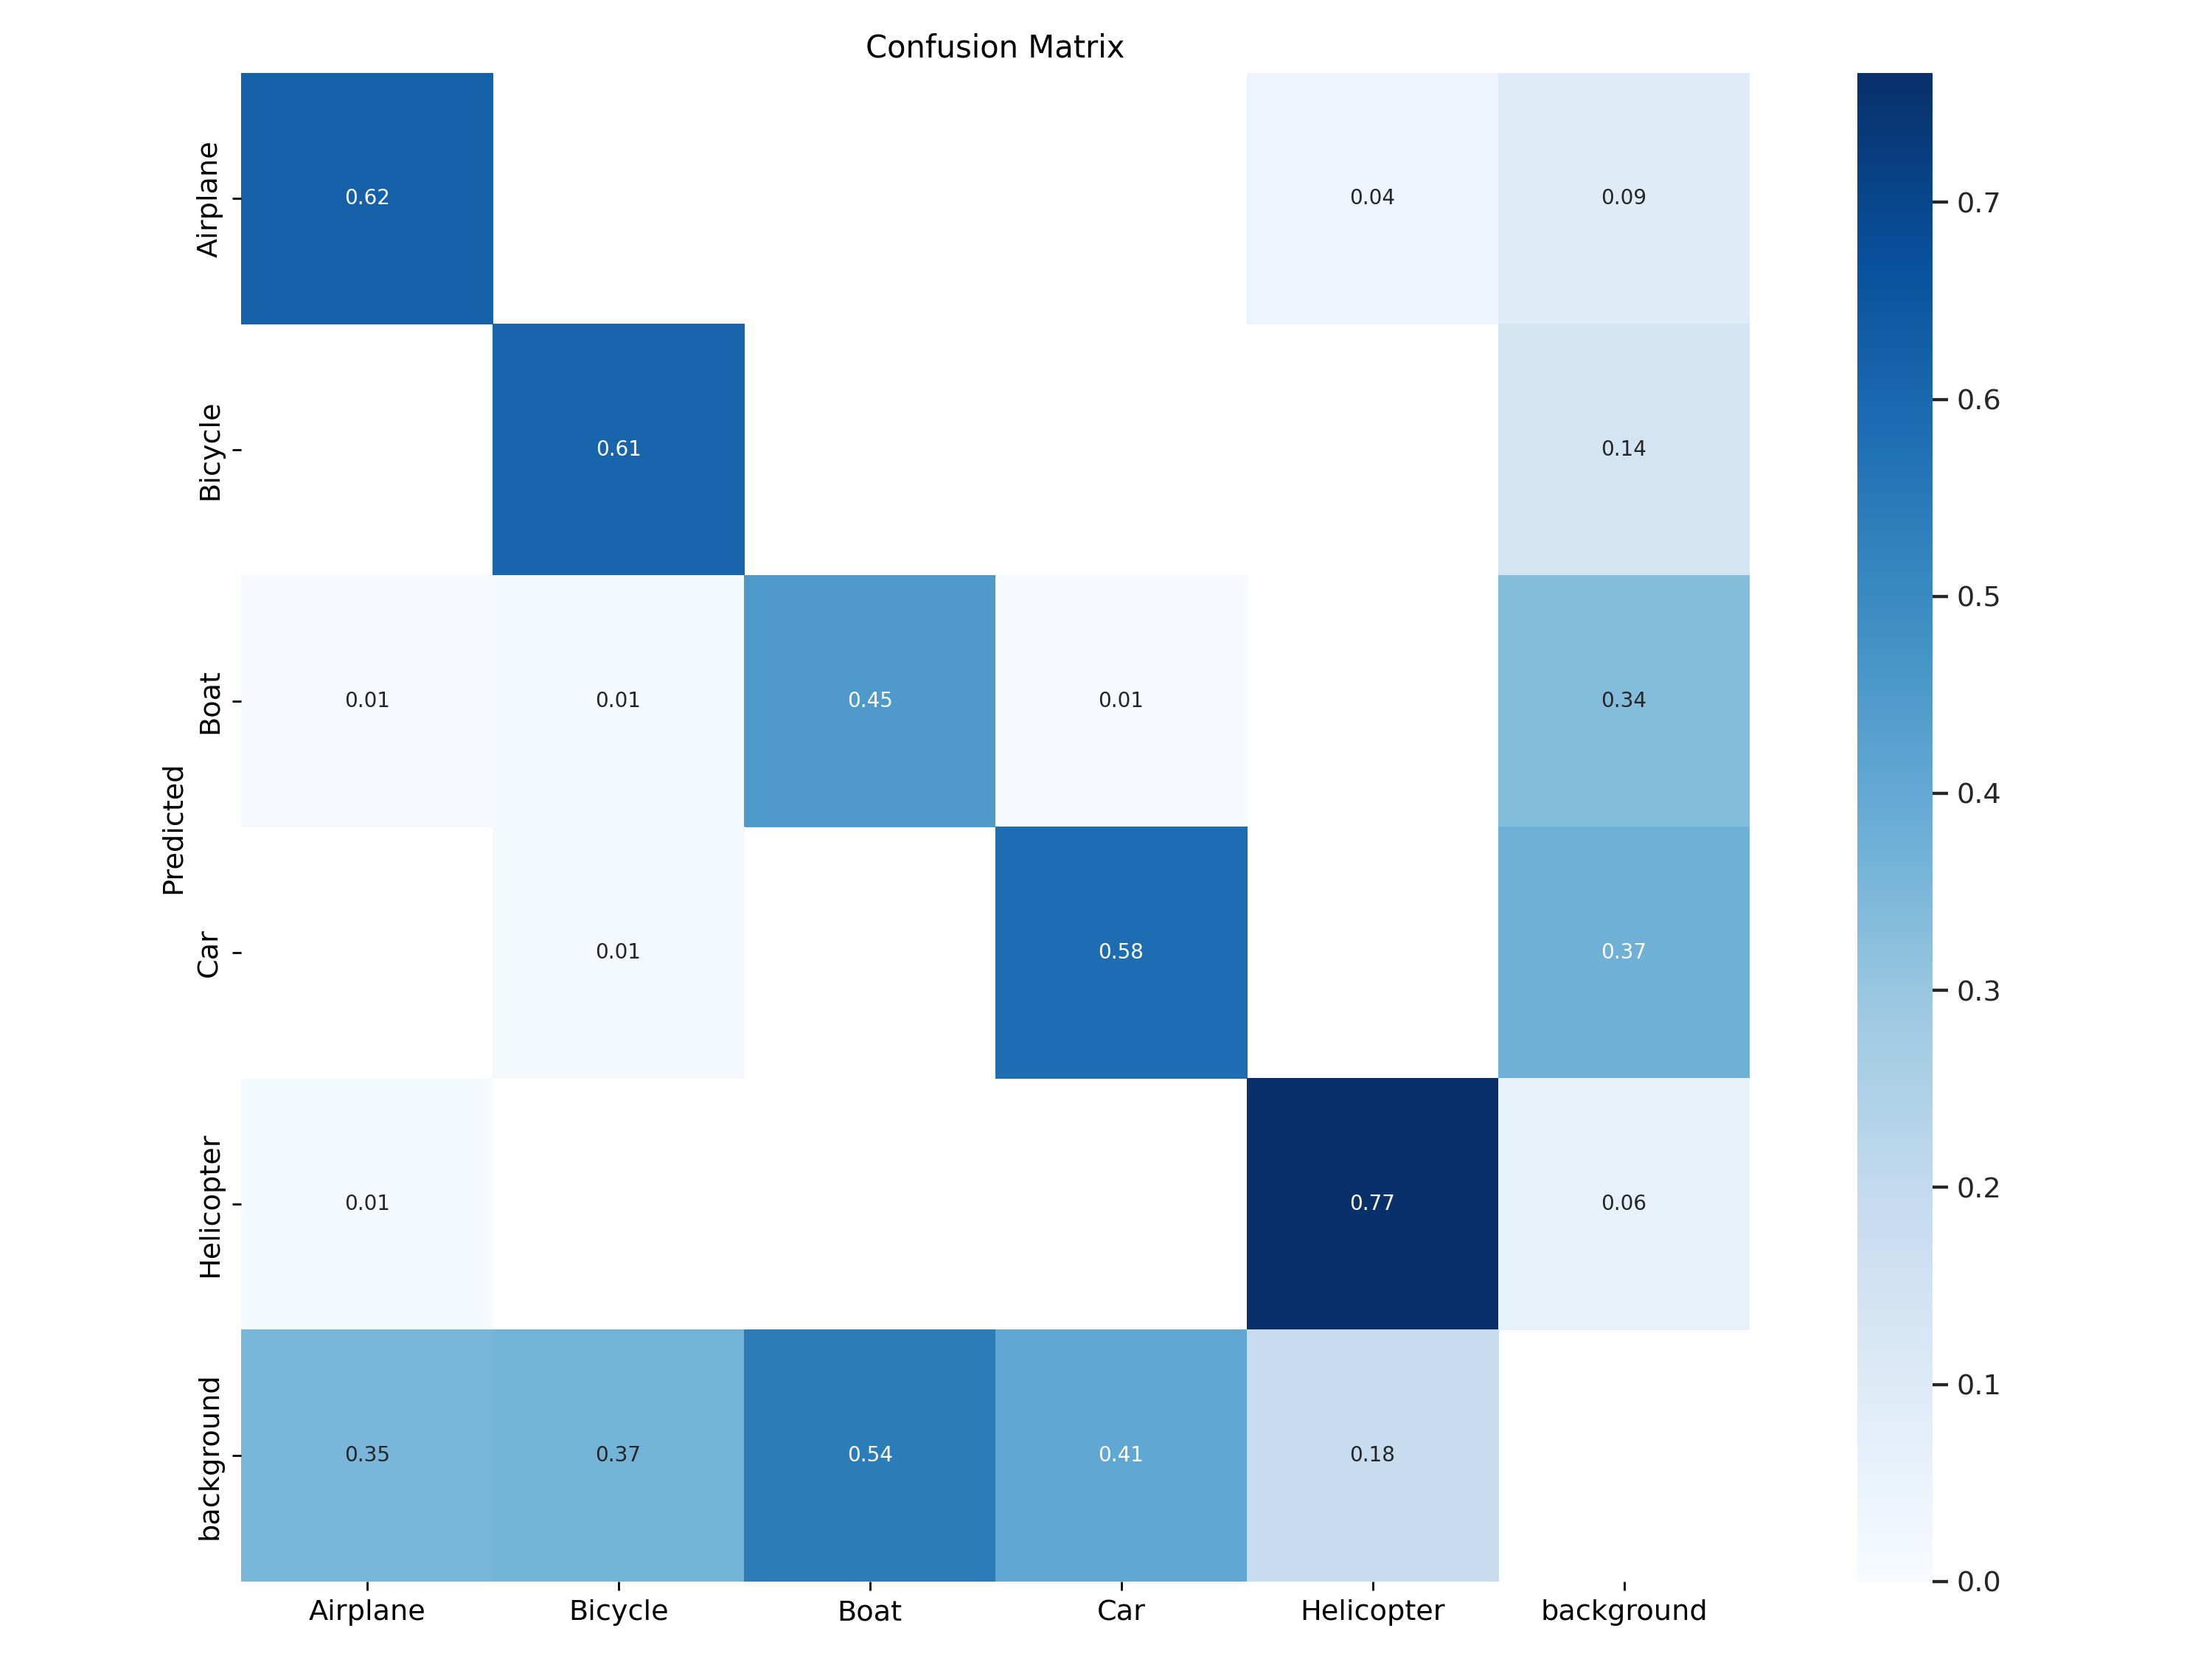 Confusion Matrix
Predicted
Airplane
0.62
0.04
0.09
Bicycle
0.61
0.14
Boat
0.01
0.01
0.45
0.01
0.34
Car
0.01
0.58
0.37
Helicopter
0.01
0.77
0.06
background
0.35
0.37
0.54
0.41
0.18
Airplane
Bicycle
Boat
Car
Helicopter
background
0.7
0.6
0.5
0.4
0.3
0.2
0.1
0.0